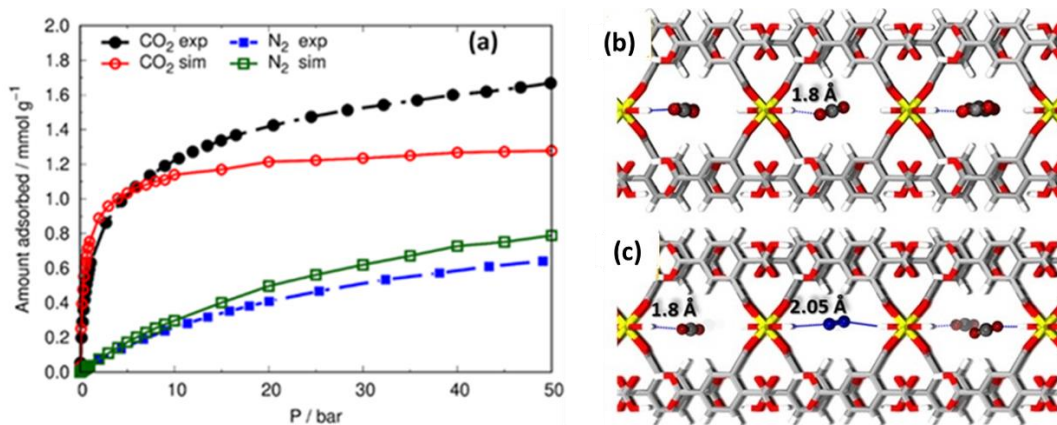 (a)
CO₂ exp
CO₂ sim
N₂ exp
N₂ sim
Amount adsorbed / mmol g⁻¹
2.0
1.8
1.6
1.4
1.2
1.0
0.8
0.6
0.4
0.2
0.0
0 10 20 30 40 50
P / bar
(b)
1.8 Å
(c)
1.8 Å
2.05 Å